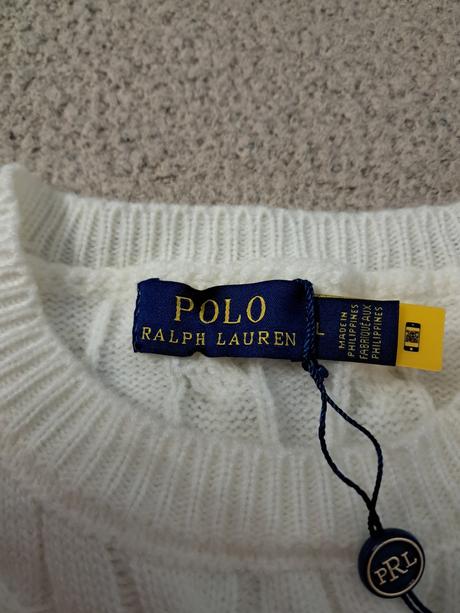 POLO
RALPH LAUREN
L
MADE IN
PHILIPPINES
FABRIQUÉ AUX
PHILIPPINES
PRL